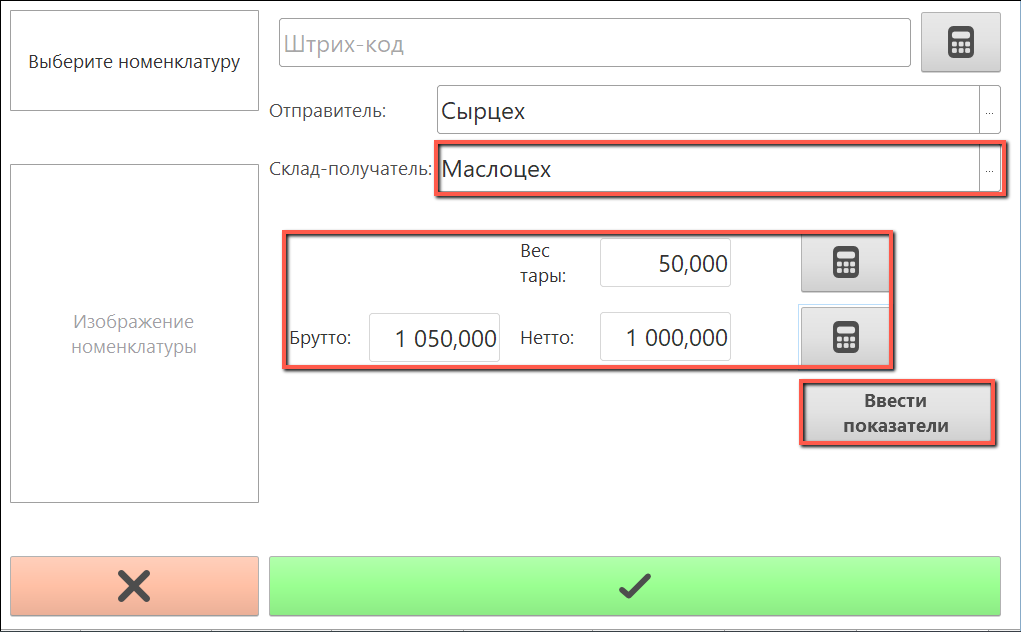 Выберите номенклатуру
Штрих-код
Отправитель:
Сырцех
...
Склад-получатель:
Маслоцех
...
Вес
тары:
50,000
Брутто:
1 050,000
Нетто:
1 000,000
Изображение
номенклатуры
Ввести
показатели